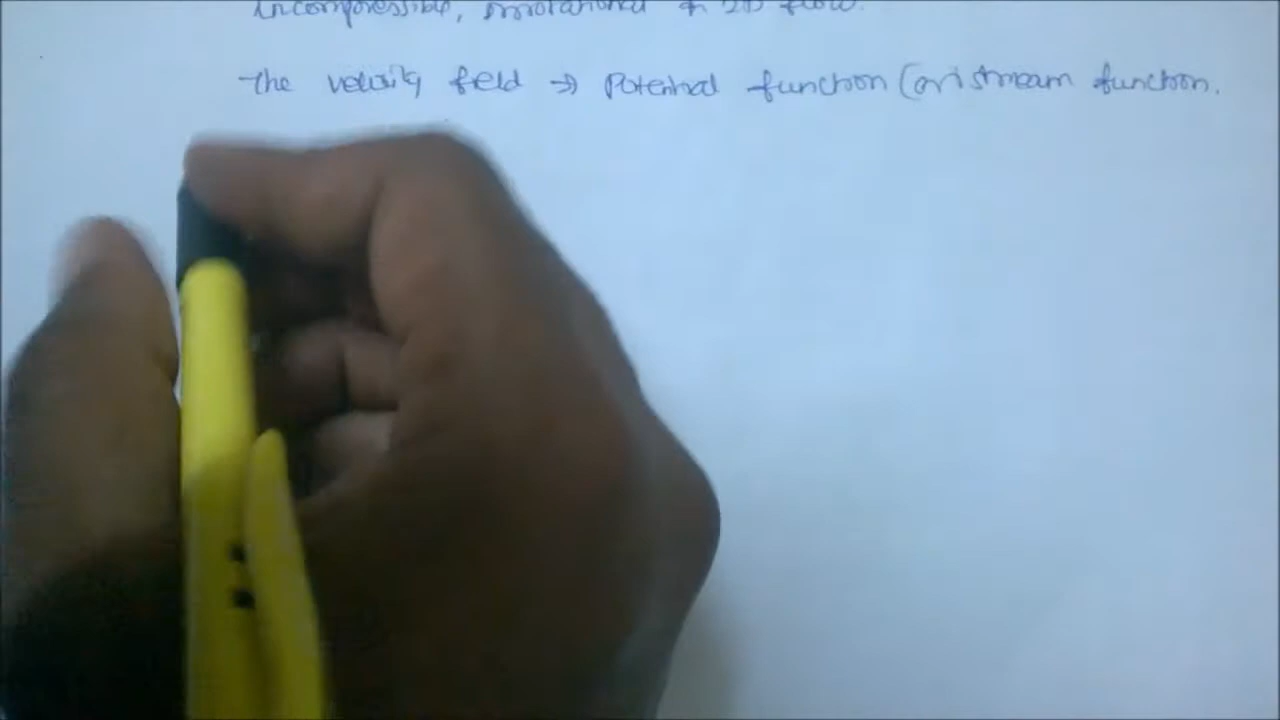 incompressible, irrotational & 2D flow.
The velocity field → Potential function (or) stream function.